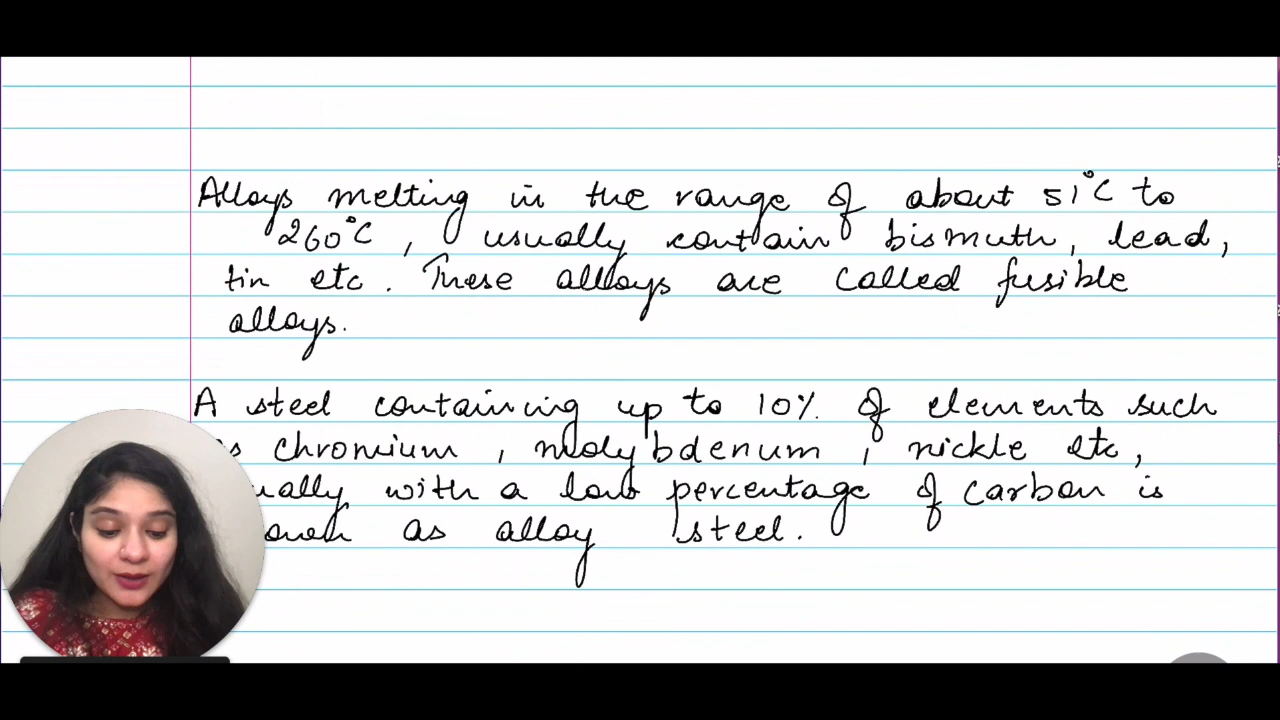 Alloys melting in the range of about 51°C to
260°C, usually contain bismuth, lead,
tin etc. These alloys are called fusible
alloys.
A steel containing up to 10% of elements such
chromium, molybdenum, nickle etc,
with a low percentage of carbon is
as alloy steel.